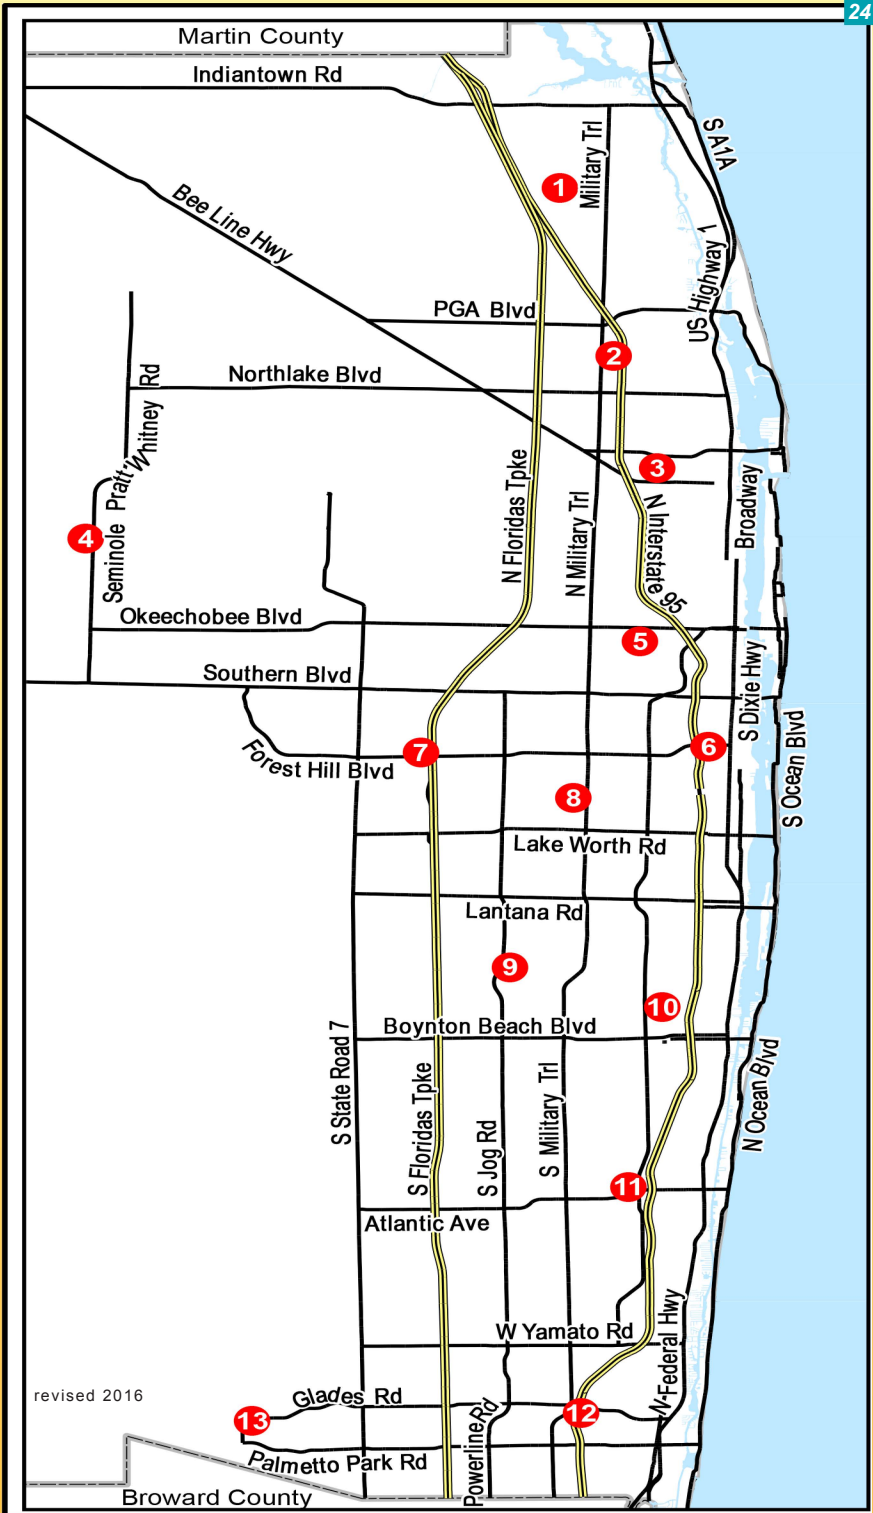 24
Martin County
Indiantown Rd
S A1A
Military Trl
1
Bee Line Hwy
US Highway 1
PGA Blvd
2
Northlake Blvd
Seminole Pratt Whitney Rd
3
N Floridas Tpke
N Military Trl
N Interstate 95
Broadway
4
Okeechobee Blvd
5
Southern Blvd
S Dixie Hwy
S Ocean Blvd
6
7
Forest Hill Blvd
8
Lake Worth Rd
Lantana Rd
9
10
Boynton Beach Blvd
S State Road 7
S Floridas Tpke
S Jog Rd
S Military Trl
N Ocean Blvd
11
Atlantic Ave
W Yamato Rd
N Federal Hwy
revised 2016
Glades Rd
13
12
Powerline Rd
Palmetto Park Rd
Broward County